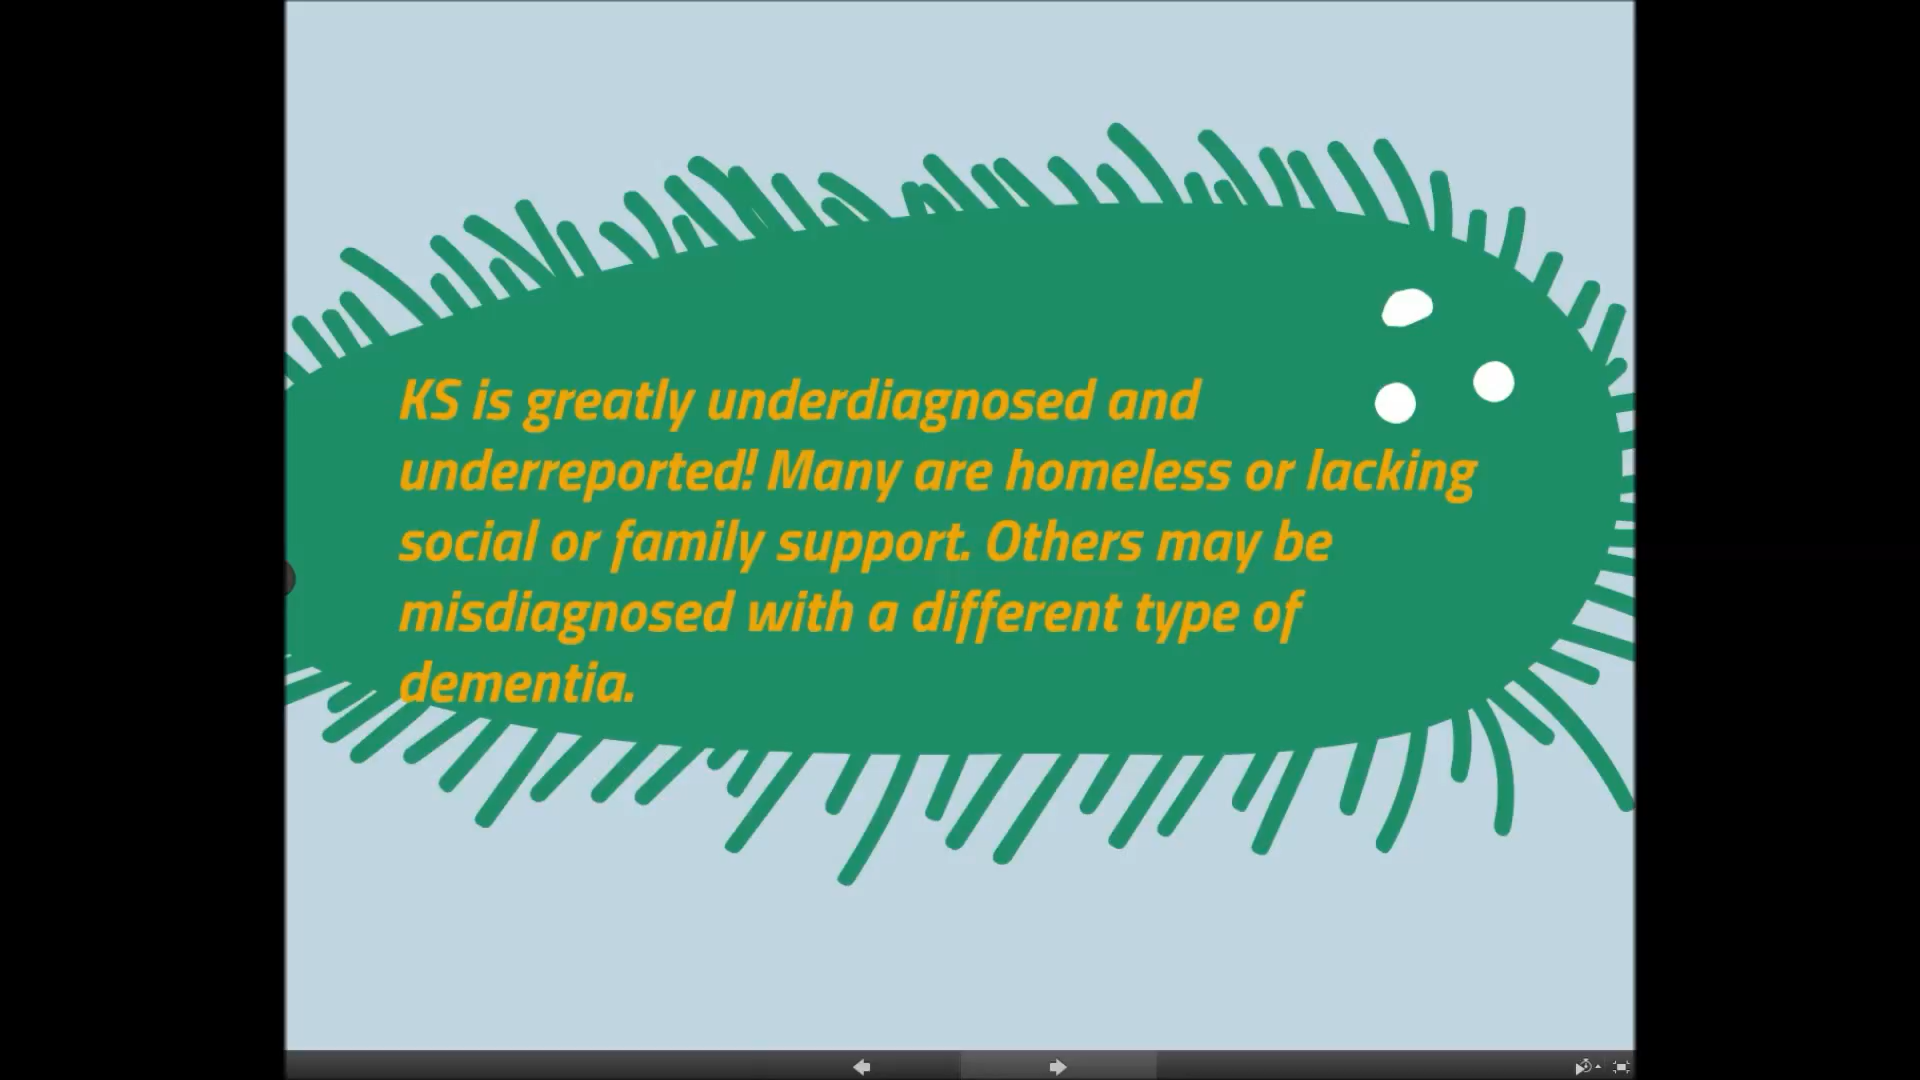 KS is greatly underdiagnosed and
underreported! Many are homeless or lacking
social or family support. Others may be
misdiagnosed with a different type of
dementia.